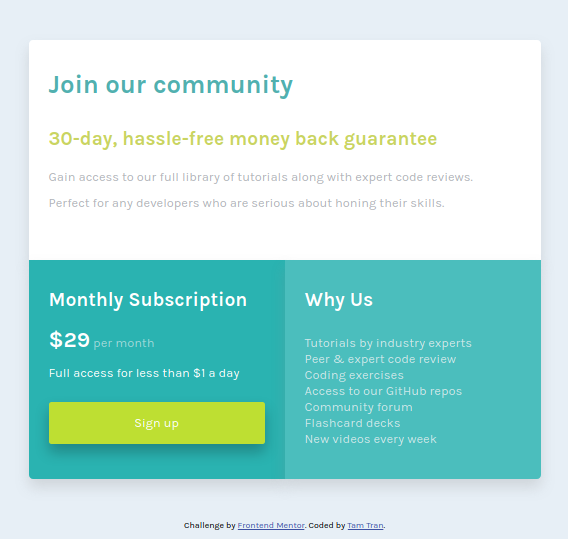 Join our community
30-day, hassle-free money back guarantee
Gain access to our full library of tutorials along with expert code reviews.
Perfect for any developers who are serious about honing their skills.
Monthly Subscription
$29 per month
Full access for less than $1 a day
Sign up
Why Us
Tutorials by industry experts
Peer & expert code review
Coding exercises
Access to our GitHub repos
Community forum
Flashcard decks
New videos every week
Challenge by Frontend Mentor. Coded by Tam Tran.